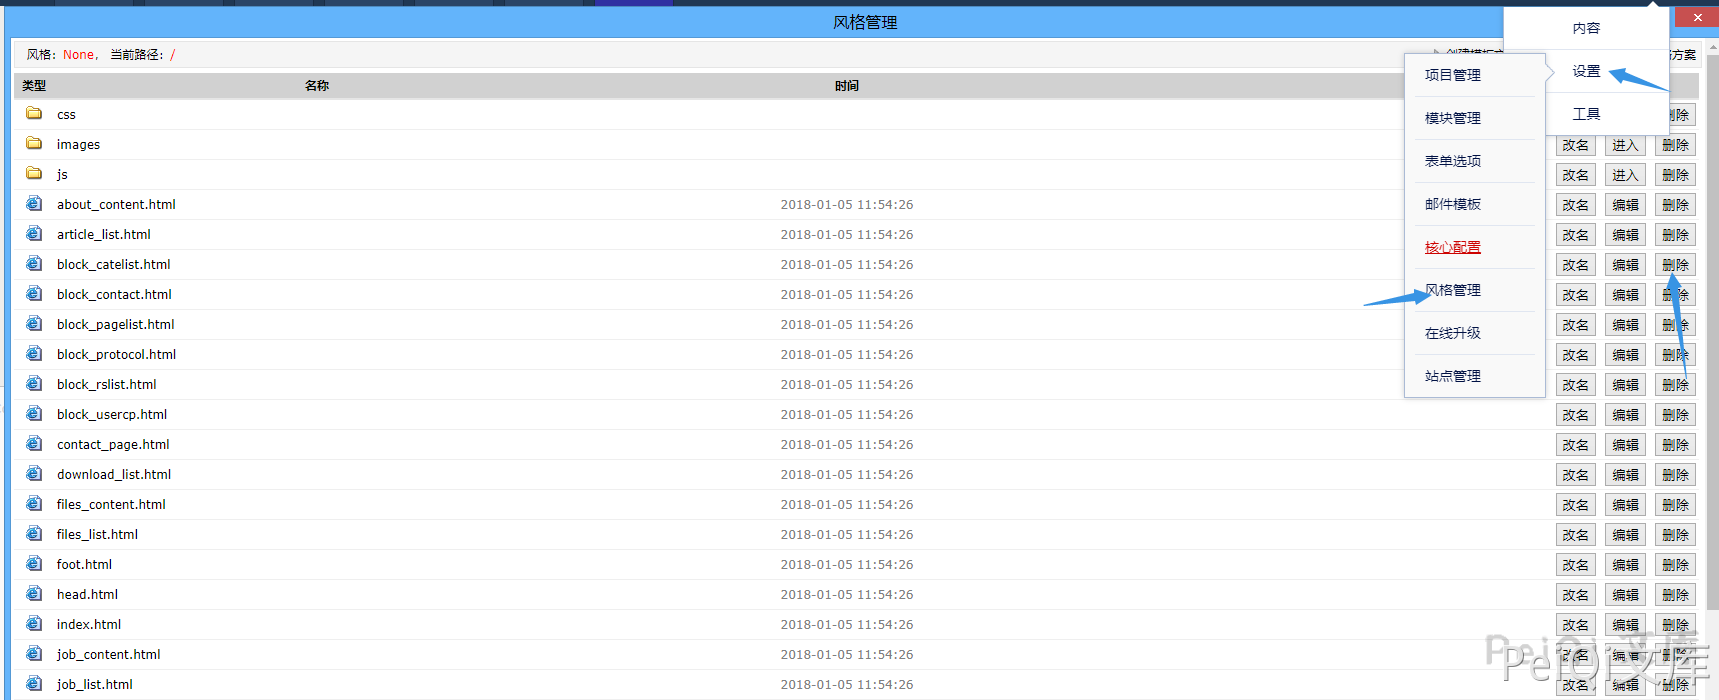 风格管理
×
内容
风格：None，当前路径：/
方案
设置
项目管理
类型 名称 时间
工具
css
模块管理
images 改名 进入 删除
表单选项
js 改名 进入 删除
about_content.html 2018-01-05 11:54:26 邮件模板 改名 编辑 删除
article_list.html 2018-01-05 11:54:26 改名 编辑 删除
核心配置
block_catelist.html 2018-01-05 11:54:26 改名 编辑 删除
block_contact.html 2018-01-05 11:54:26 风格管理 改名 编辑 删除
block_pagelist.html 2018-01-05 11:54:26 改名 编辑 删除
在线升级
block_protocol.html 2018-01-05 11:54:26 改名 编辑 删除
block_rslist.html 2018-01-05 11:54:26 站点管理 改名 编辑 删除
block_usercp.html 2018-01-05 11:54:26 改名 编辑 删除
contact_page.html 2018-01-05 11:54:26 改名 编辑 删除
download_list.html 2018-01-05 11:54:26 改名 编辑 删除
files_content.html 2018-01-05 11:54:26 改名 编辑 删除
files_list.html 2018-01-05 11:54:26 改名 编辑 删除
foot.html 2018-01-05 11:54:26 改名 编辑 删除
head.html 2018-01-05 11:54:26 改名 编辑 删除
index.html 2018-01-05 11:54:26 改名 编辑 删除
job_content.html 2018-01-05 11:54:26 改名 编辑 删除
job_list.html 2018-01-05 11:54:26 改名 编辑 删除
PeiQi文库
PeiQi文库